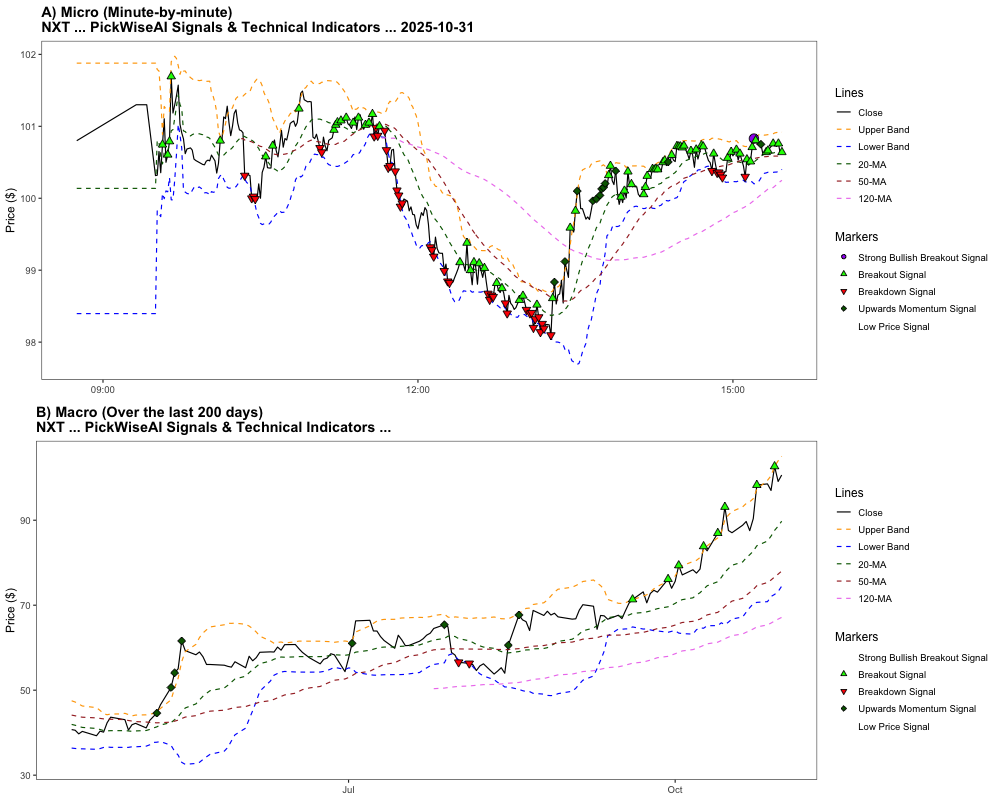 A) Micro (Minute-by-minute)
NXT ... PickWiseAI Signals & Technical Indicators ... 2025-10-31
Price ($)
102
101
100
99
98
09:00
12:00
15:00
Lines
Close
Upper Band
Lower Band
20-MA
50-MA
120-MA
Markers
Strong Bullish Breakout Signal
Breakout Signal
Breakdown Signal
Upwards Momentum Signal
Low Price Signal
B) Macro (Over the last 200 days)
NXT ... PickWiseAI Signals & Technical Indicators ...
Price ($)
90
70
50
30
Jul
Oct
Lines
Close
Upper Band
Lower Band
20-MA
50-MA
120-MA
Markers
Strong Bullish Breakout Signal
Breakout Signal
Breakdown Signal
Upwards Momentum Signal
Low Price Signal